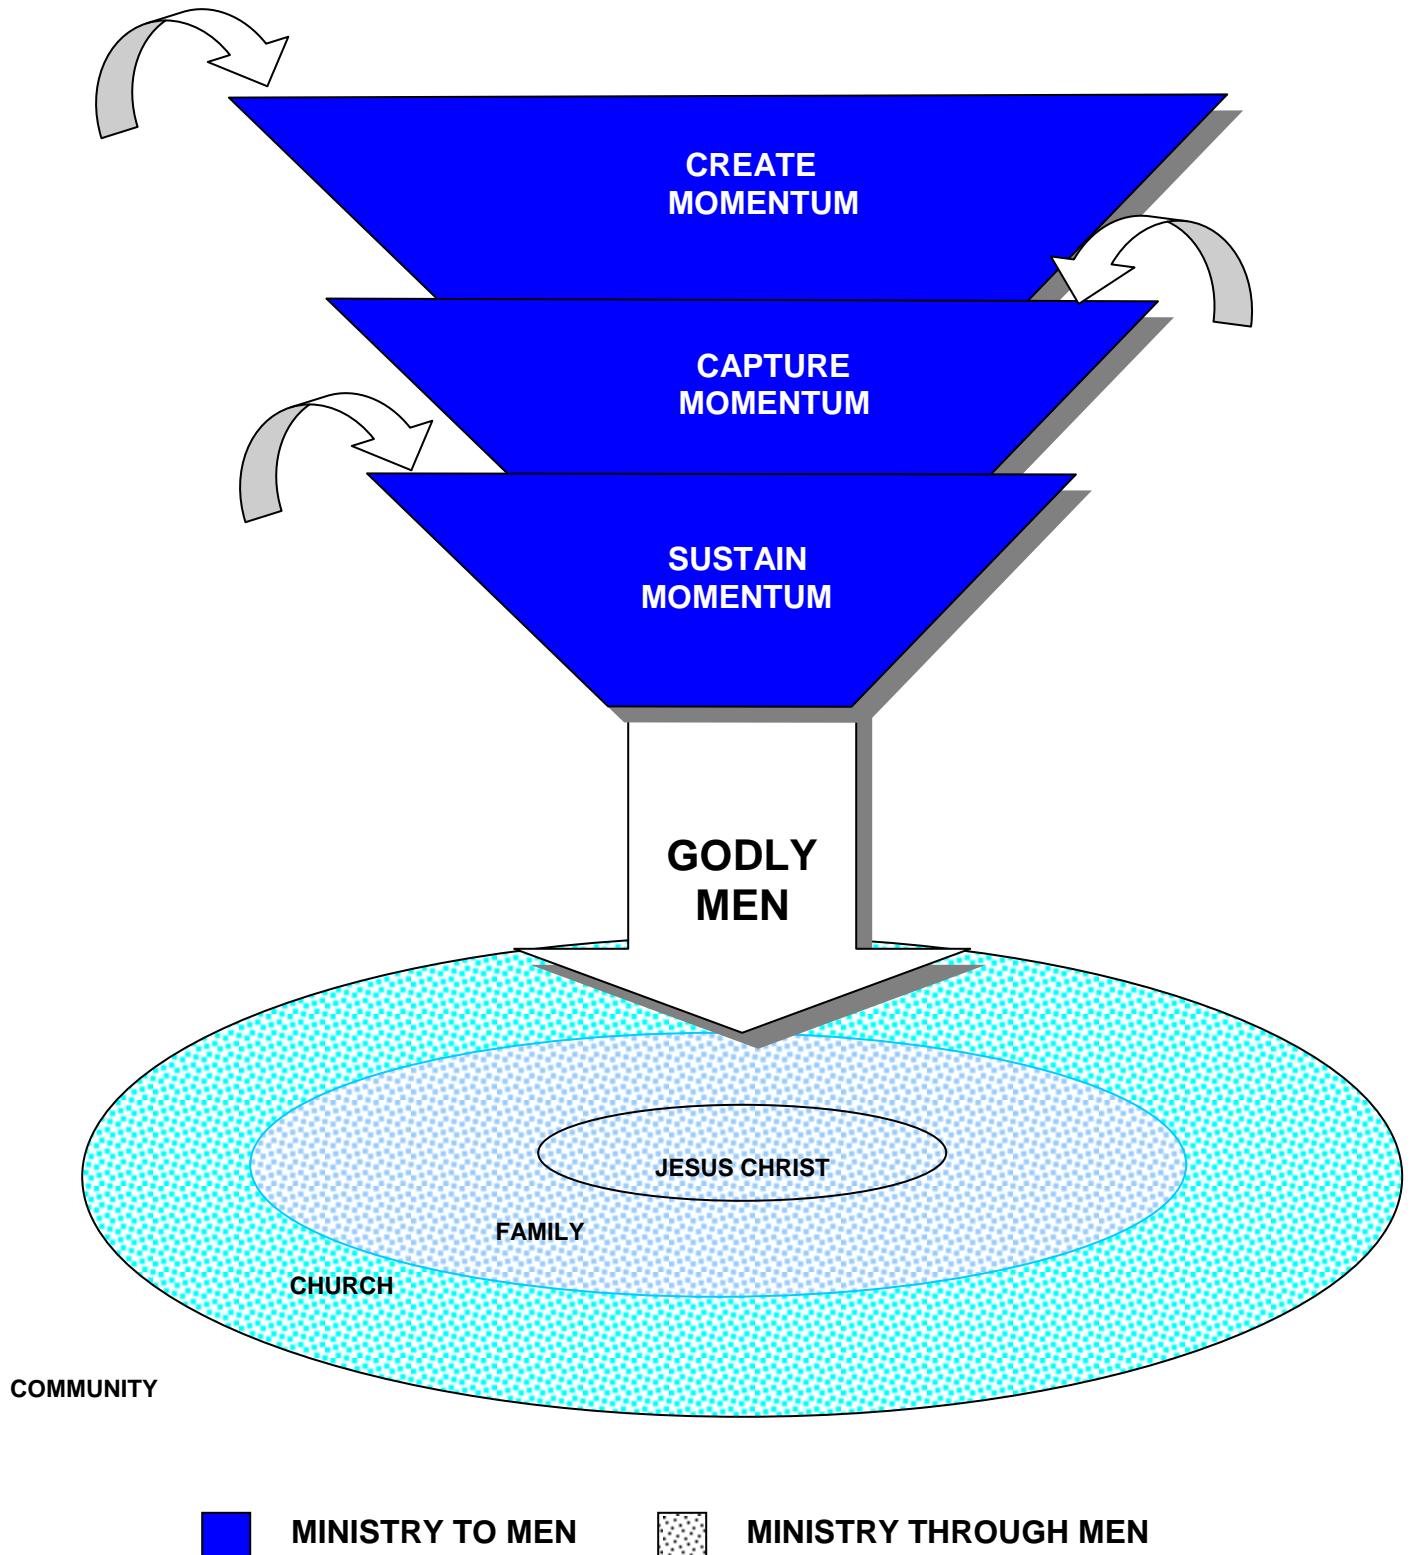 CREATE
MOMENTUM
CAPTURE
MOMENTUM
SUSTAIN
MOMENTUM
GODLY
MEN
JESUS CHRIST
FAMILY
CHURCH
COMMUNITY
MINISTRY TO MEN
MINISTRY THROUGH MEN